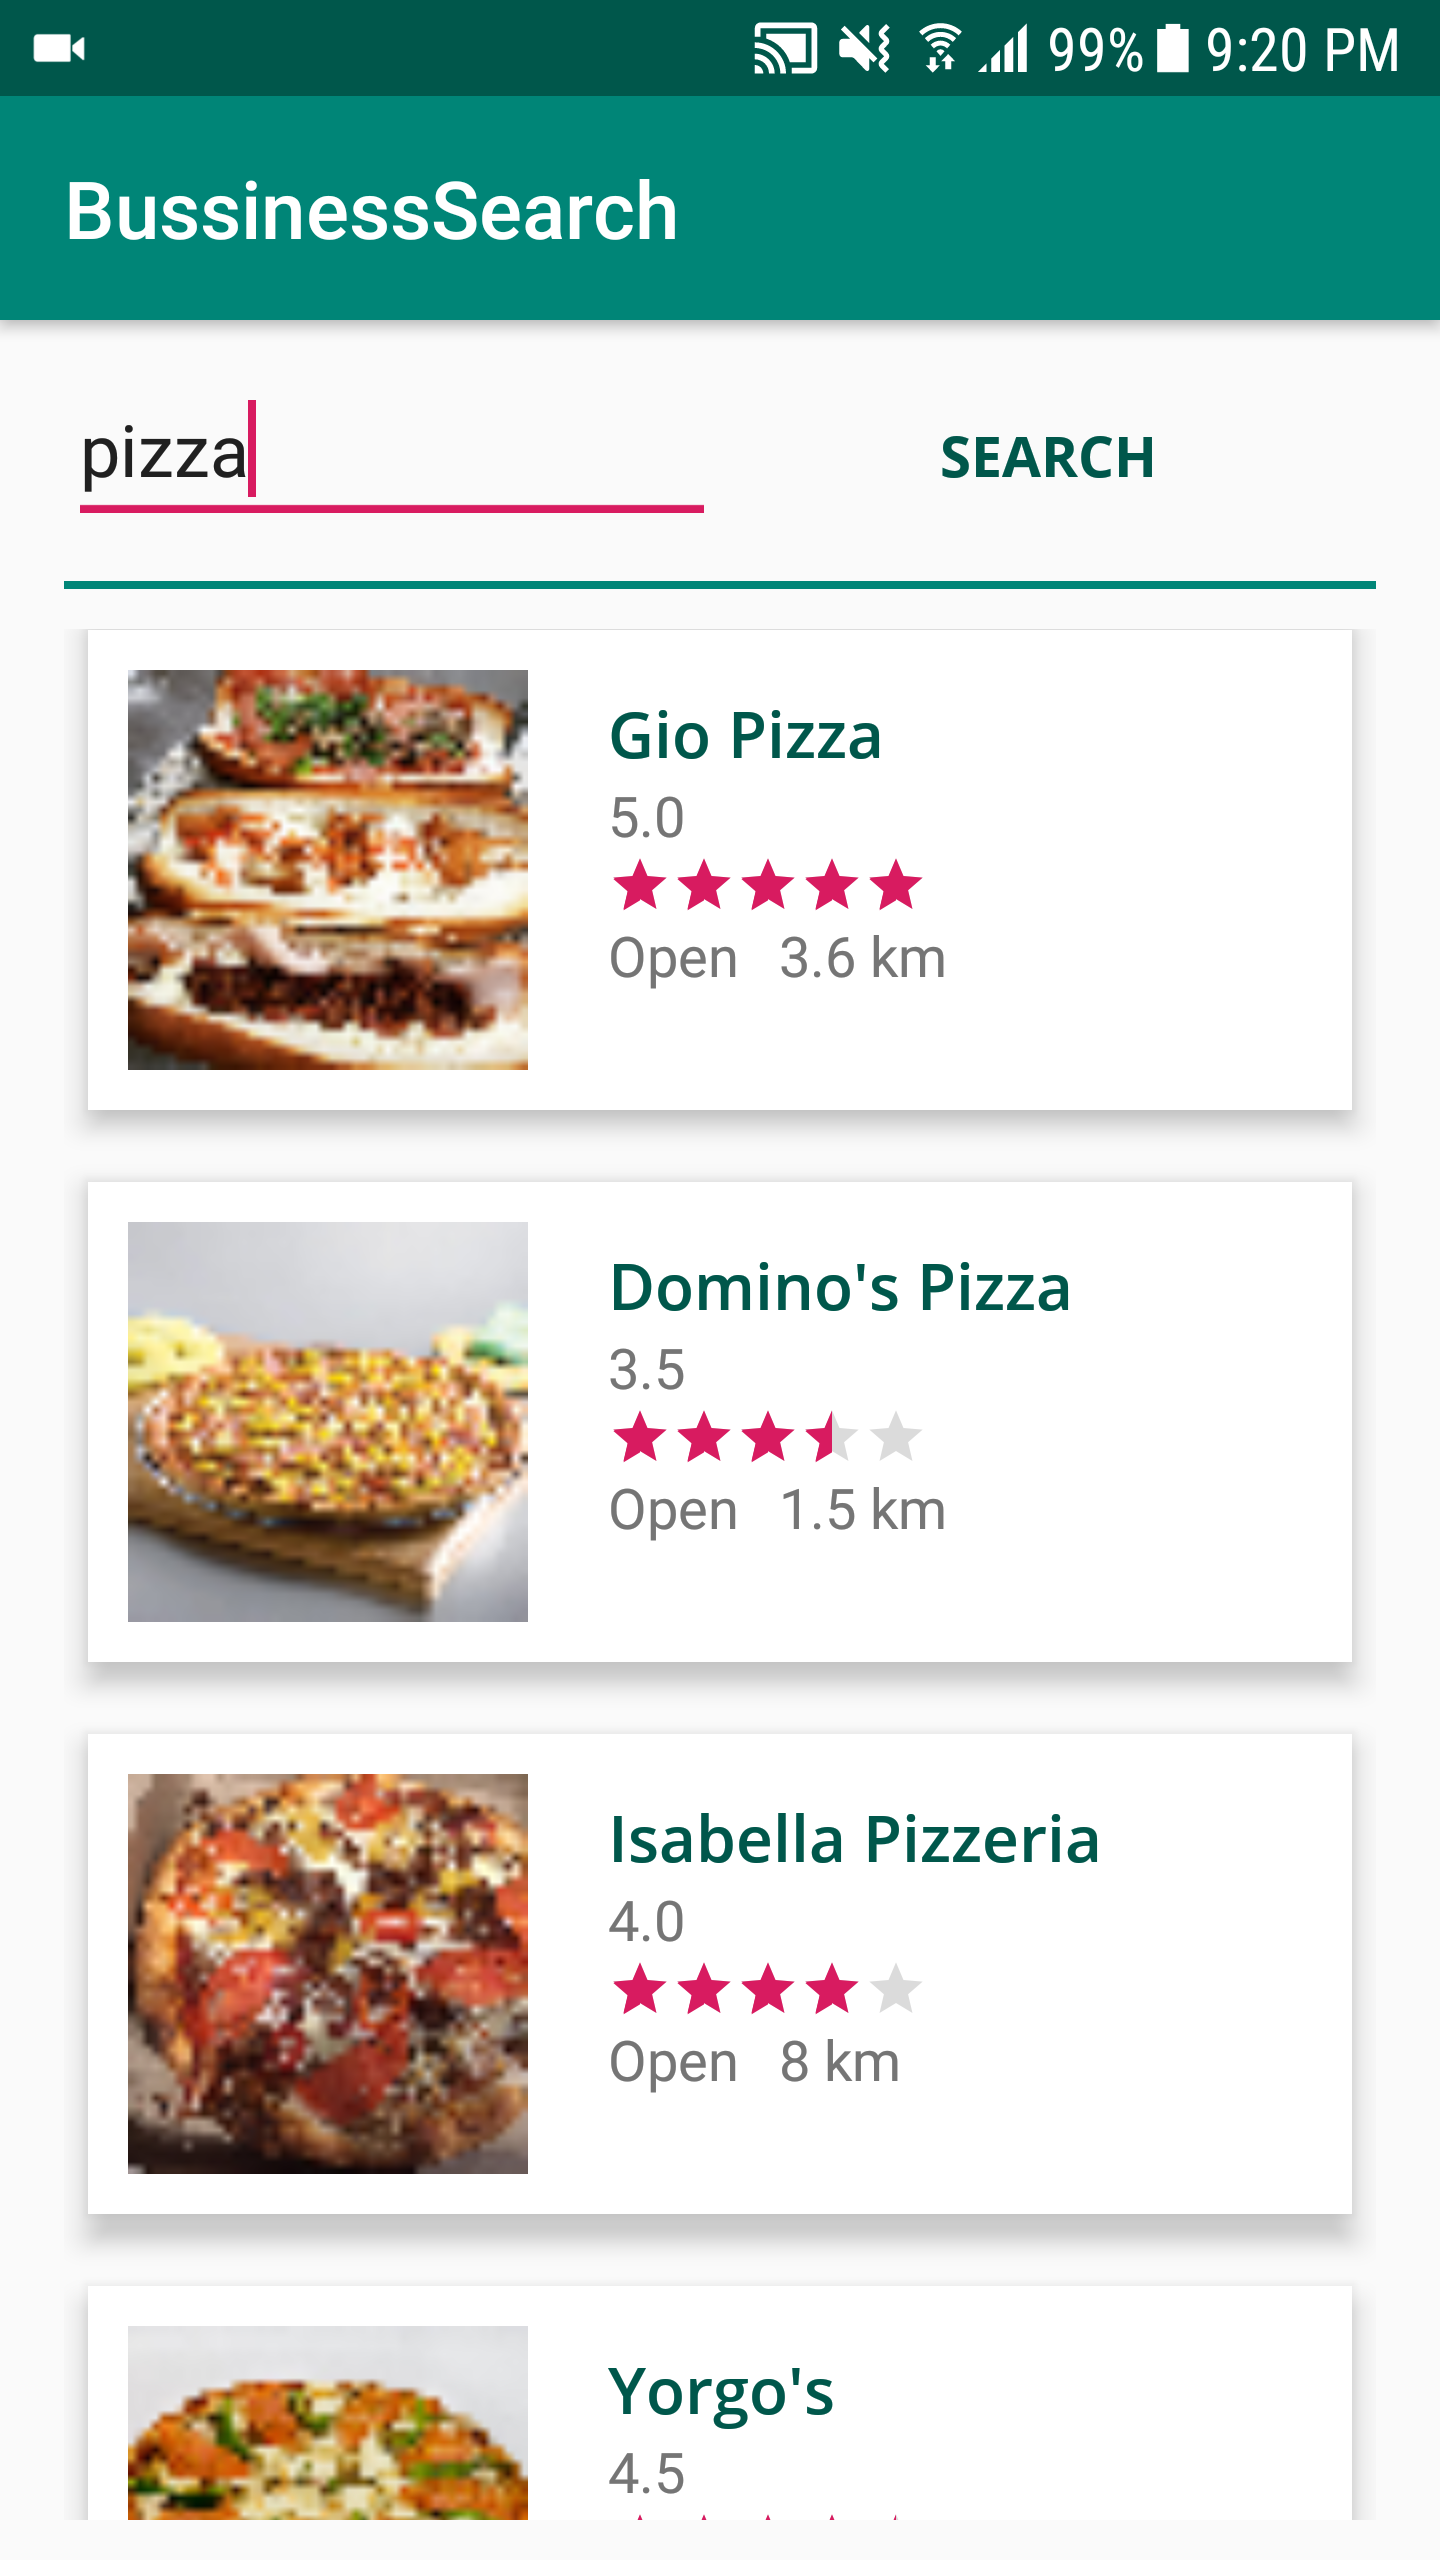 99% 9:20 PM
BussinessSearch
pizza SEARCH
Gio Pizza
5.0
Open 3.6 km
Domino's Pizza
3.5
Open 1.5 km
Isabella Pizzeria
4.0
Open 8 km
Yorgo's
4.5